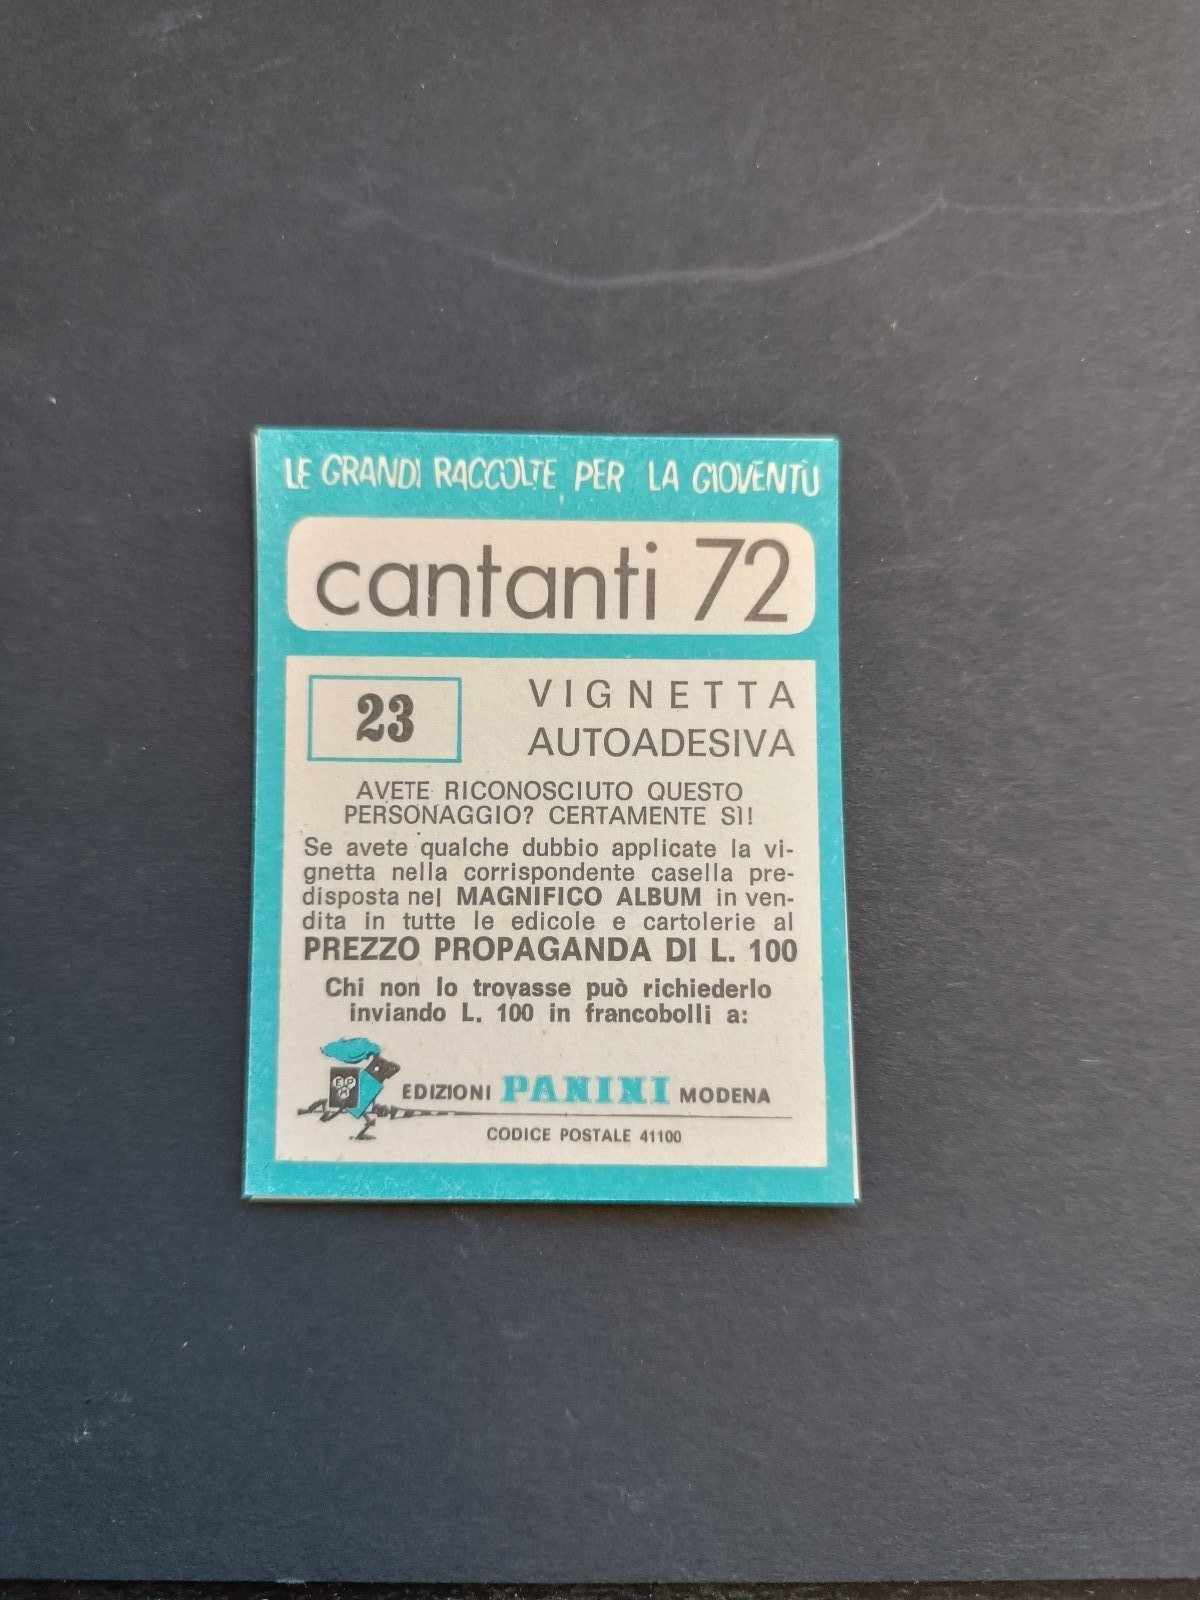 LE GRANDI RACCOLTE PER LA GIOVENTÙ
cantanti 72
23
VIGNETTA
AUTOADESIVA
AVETE RICONOSCIUTO QUESTO
PERSONAGGIO? CERTAMENTE SÌ!
Se avete qualche dubbio applicate la vi-
gnetta nella corrispondente casella pre-
disposta nel MAGNIFICO ALBUM in ven-
dita in tutte le edicole e cartolerie al
PREZZO PROPAGANDA DI L. 100
Chi non lo trovasse può richiederlo
inviando L. 100 in francobolli a:
EPM
EDIZIONI PANINI MODENA
CODICE POSTALE 41100